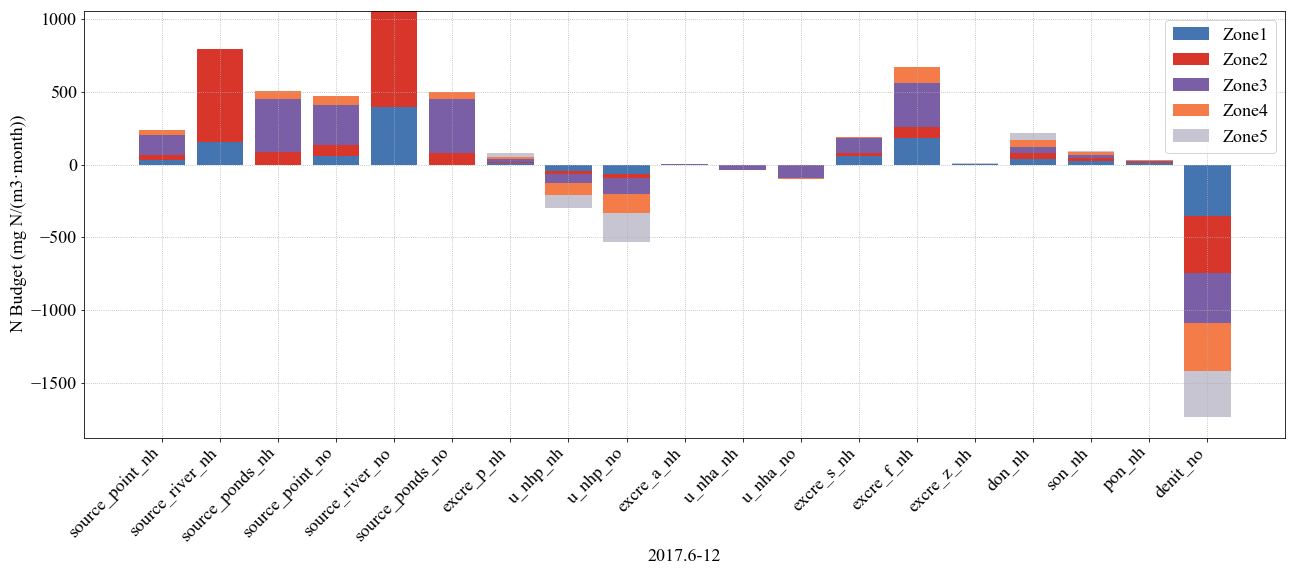 1000
500
0
−500
−1000
−1500
N Budget (mg N/(m3·month))
Zone1
Zone2
Zone3
Zone4
Zone5
source_point_nh
source_river_nh
source_ponds_nh
source_point_no
source_river_no
source_ponds_no
excre_p_nh
u_nhp_nh
u_nhp_no
excre_a_nh
u_nha_nh
u_nha_no
excre_s_nh
excre_f_nh
excre_z_nh
don_nh
son_nh
pon_nh
denit_no
2017.6-12